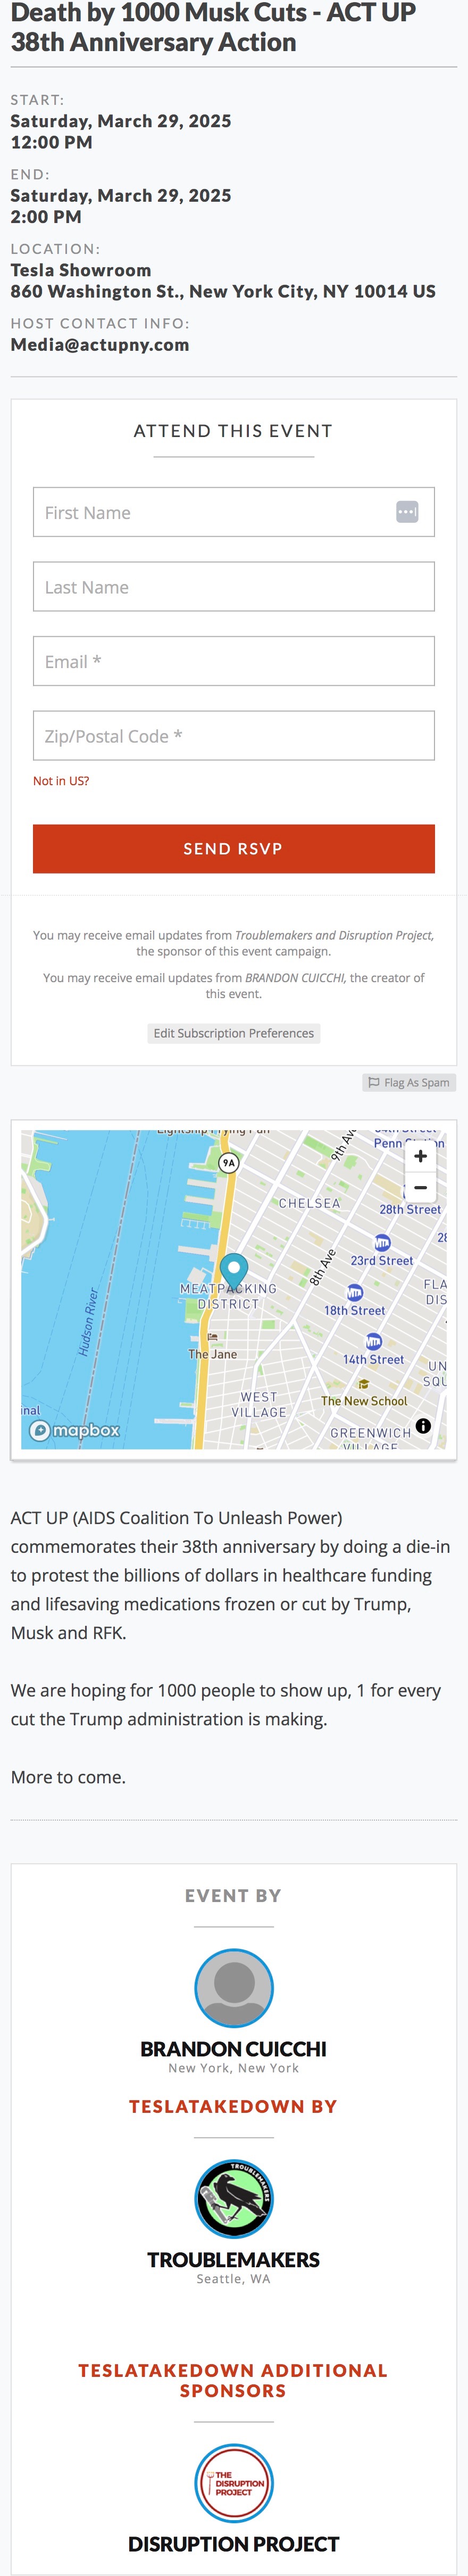 Death by 1000 Musk Cuts - ACT UP
38th Anniversary Action
START:
Saturday, March 29, 2025
12:00 PM
END:
Saturday, March 29, 2025
2:00 PM
LOCATION:
Tesla Showroom
860 Washington St., New York City, NY 10014 US
HOST CONTACT INFO:
Media@actupny.com
ATTEND THIS EVENT
First Name
Last Name
Email *
Zip/Postal Code *
Not in US?
SEND RSVP
You may receive email updates from Troublemakers and Disruption Project,
the sponsor of this event campaign.
You may receive email updates from BRANDON CUICCHI, the creator of
this event.
Edit Subscription Preferences
Flag As Spam
9th Ave
Penn Station
9A
CHELSEA
28th Street
28
23rd Street
8th Ave
FLA
DIS
MEATPACKING
DISTRICT
18th Street
Hudson River
The Jane
14th Street
UN
SQU
The New School
WEST
VILLAGE
inal
mapbox
GREENWICH
VILLAGE
ACT UP (AIDS Coalition To Unleash Power)
commemorates their 38th anniversary by doing a die-in
to protest the billions of dollars in healthcare funding
and lifesaving medications frozen or cut by Trump,
Musk and RFK.
We are hoping for 1000 people to show up, 1 for every
cut the Trump administration is making.
More to come.
EVENT BY
BRANDON CUICCHI
New York, New York
TESLATAKEDOWN BY
TROUBLEMAKERS
TROUBLEMAKERS
Seattle, WA
TESLATAKEDOWN ADDITIONAL
SPONSORS
THE
DISRUPTION
PROJECT
DISRUPTION PROJECT